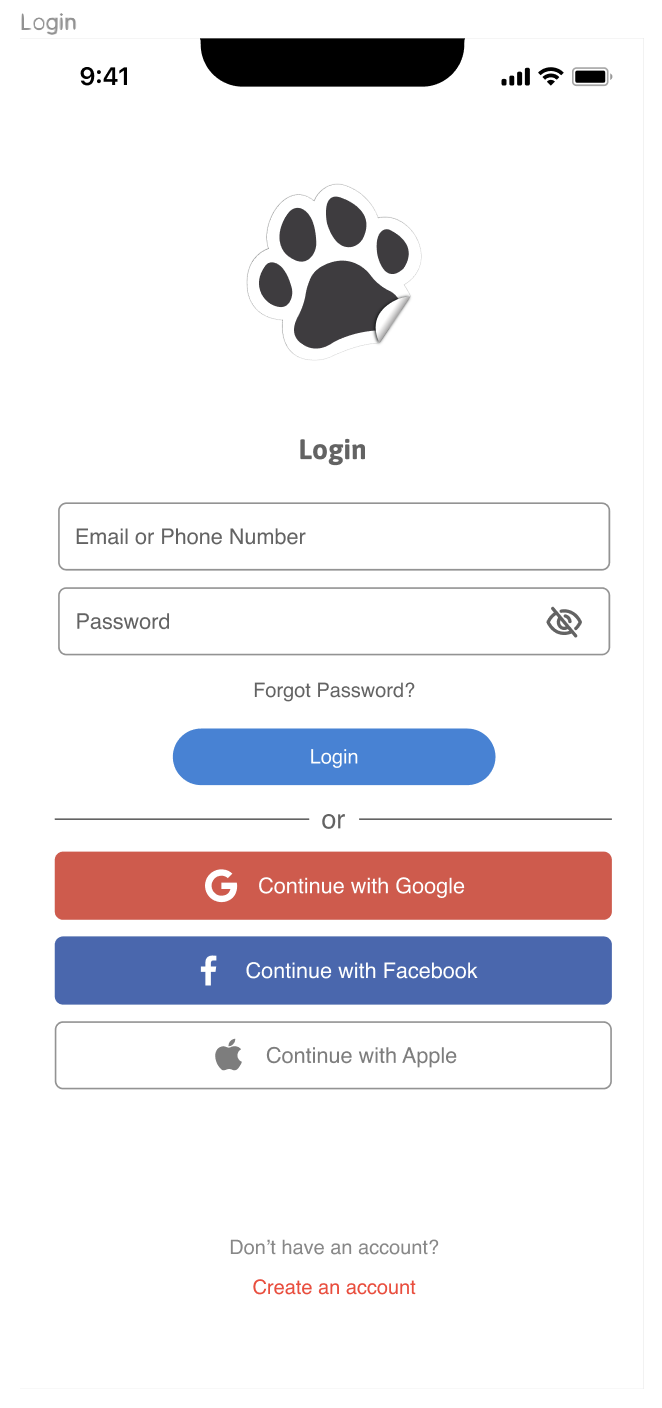 Login
9:41
Login
Email or Phone Number
Password
Forgot Password?
Login
or
Continue with Google
Continue with Facebook
Continue with Apple
Don't have an account?
Create an account